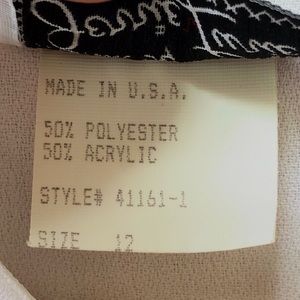 MADE IN U.S.A.
50% POLYESTER
50% ACRYLIC
STYLE# 41161-1
SIZE 12